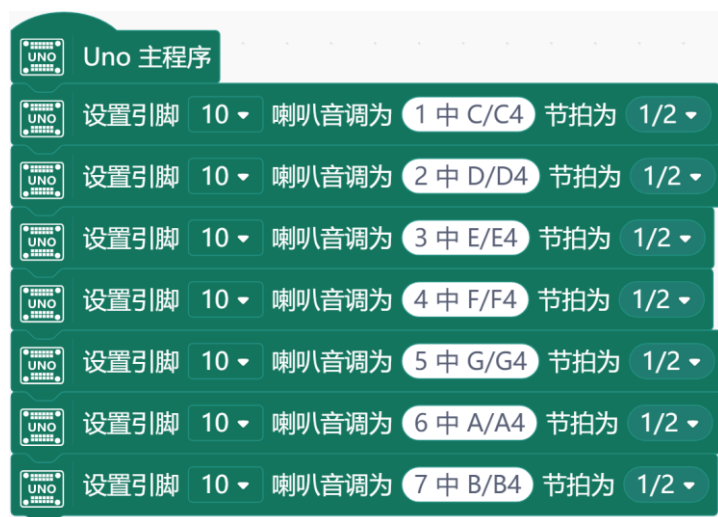 UNO Uno 主程序
UNO 设置引脚 10 喇叭音调为 1 中 C/C4 节拍为 1/2
UNO 设置引脚 10 喇叭音调为 2 中 D/D4 节拍为 1/2
UNO 设置引脚 10 喇叭音调为 3 中 E/E4 节拍为 1/2
UNO 设置引脚 10 喇叭音调为 4 中 F/F4 节拍为 1/2
UNO 设置引脚 10 喇叭音调为 5 中 G/G4 节拍为 1/2
UNO 设置引脚 10 喇叭音调为 6 中 A/A4 节拍为 1/2
UNO 设置引脚 10 喇叭音调为 7 中 B/B4 节拍为 1/2